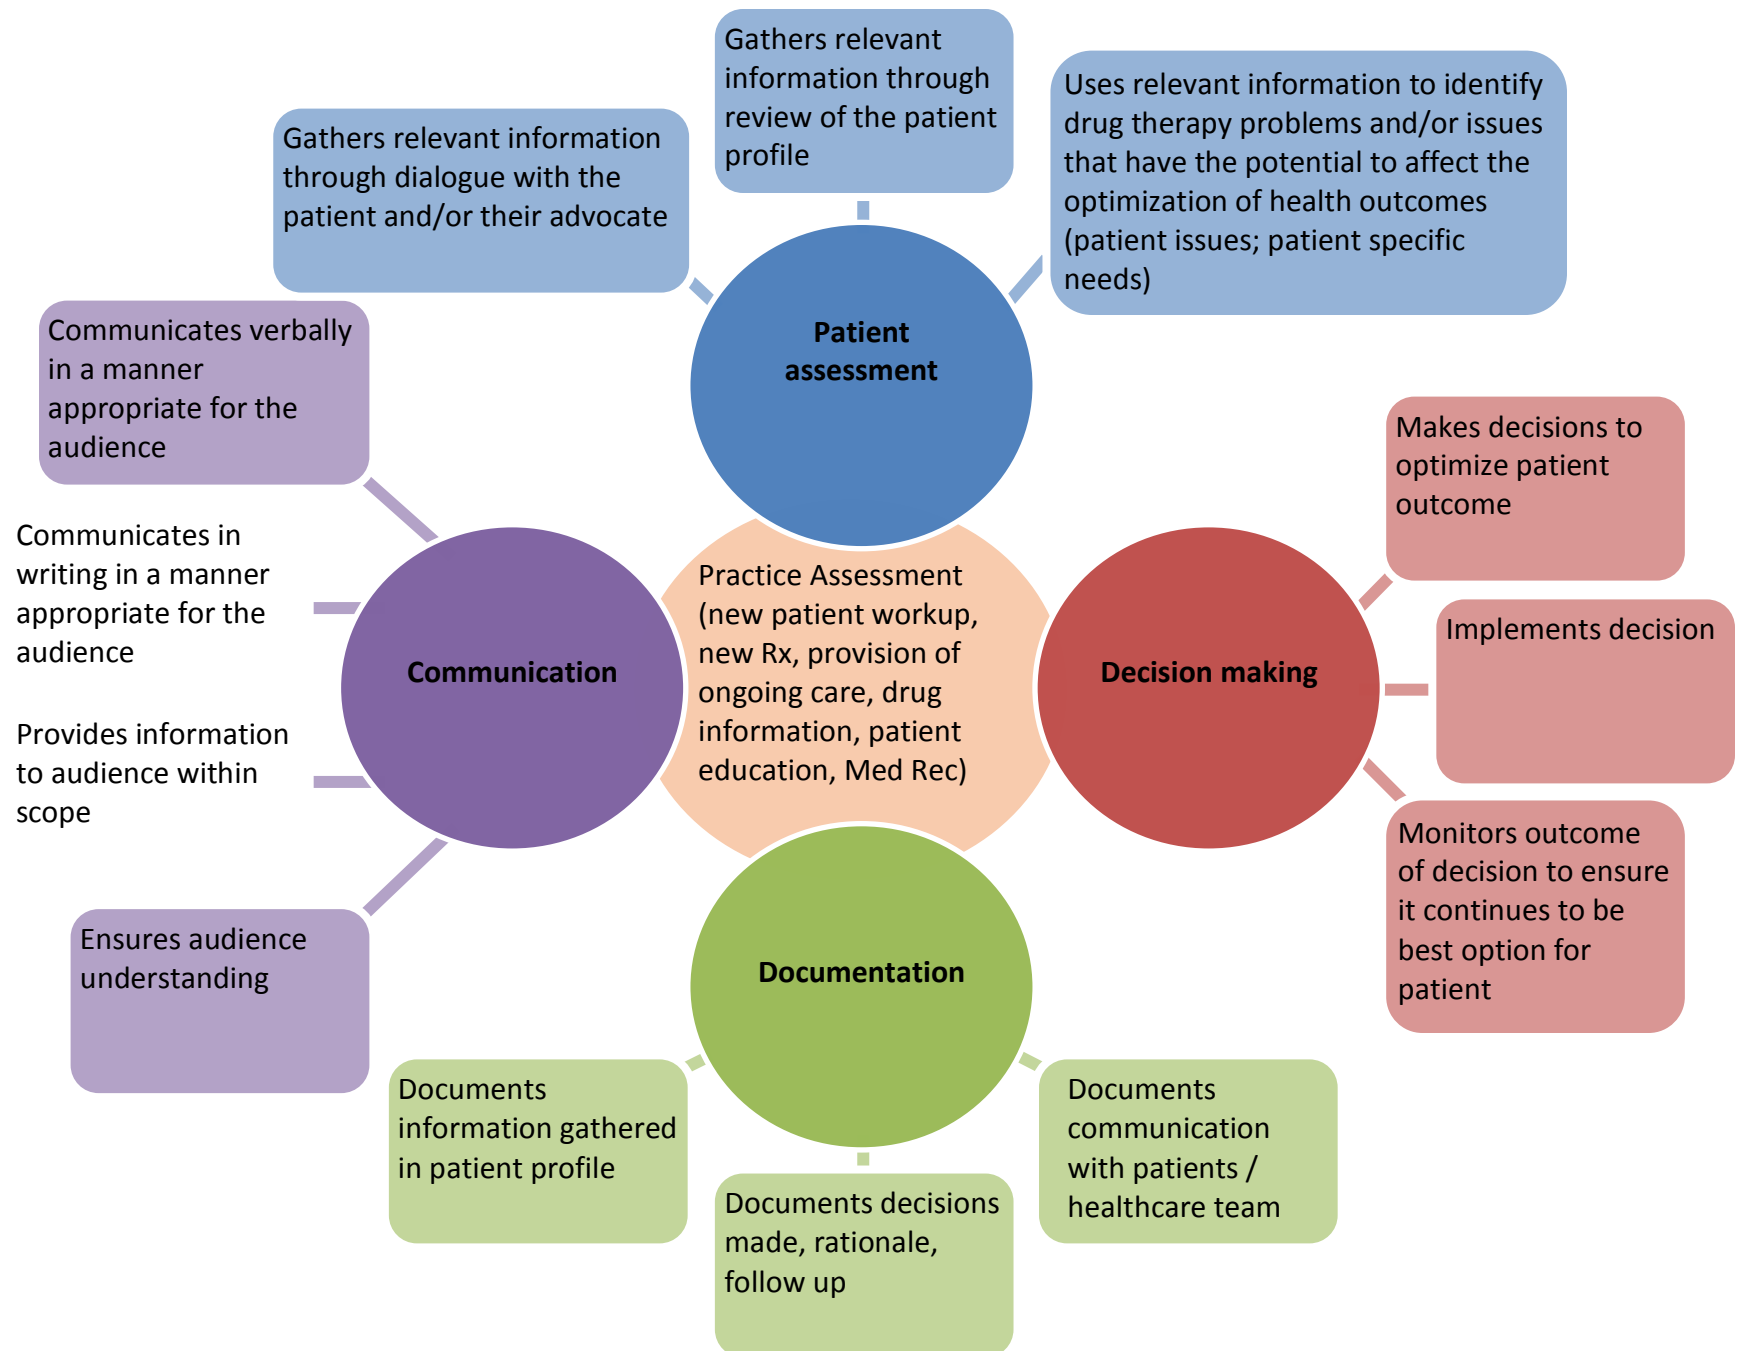 Gathers relevant
information through
review of the patient
profile
Uses relevant information to identify
drug therapy problems and/or issues
that have the potential to affect the
optimization of health outcomes
(patient issues; patient specific
needs)
Gathers relevant information
through dialogue with the
patient and/or their advocate
Patient
assessment
Communicates verbally
in a manner
appropriate for the
audience
Communicates in
writing in a manner
appropriate for the
audience
Provides information
to audience within
scope
Ensures audience
understanding
Communication
Practice Assessment
(new patient workup,
new Rx, provision of
ongoing care, drug
information, patient
education, Med Rec)
Decision making
Makes decisions to
optimize patient
outcome
Implements decision
Monitors outcome
of decision to ensure
it continues to be
best option for
patient
Documentation
Documents
information gathered
in patient profile
Documents decisions
made, rationale,
follow up
Documents
communication
with patients /
healthcare team